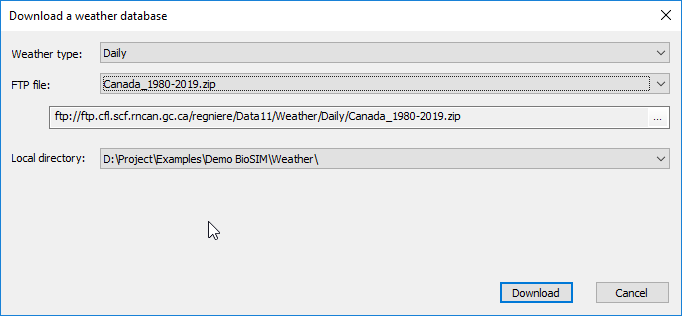 Download a weather database
Weather type: Daily
FTP file: Canada_1980-2019.zip
ftp://ftp.cfl.scf.rncan.gc.ca/regniere/Data11/Weather/Daily/Canada_1980-2019.zip ...
Local directory: D:\Project\Examples\Demo BioSIM\Weather\
Download Cancel